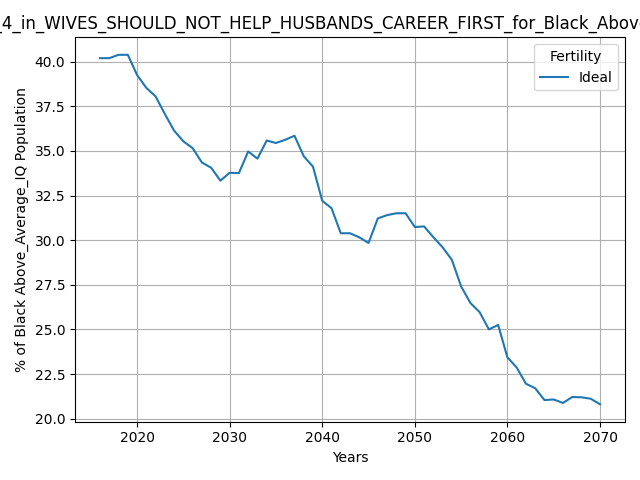 _4_in_WIVES_SHOULD_NOT_HELP_HUSBANDS_CAREER_FIRST_for_Black_Abov
Fertility
Ideal
% of Black Above_Average_IQ Population
40.0
37.5
35.0
32.5
30.0
27.5
25.0
22.5
20.0
2020 2030 2040 2050 2060 2070
Years